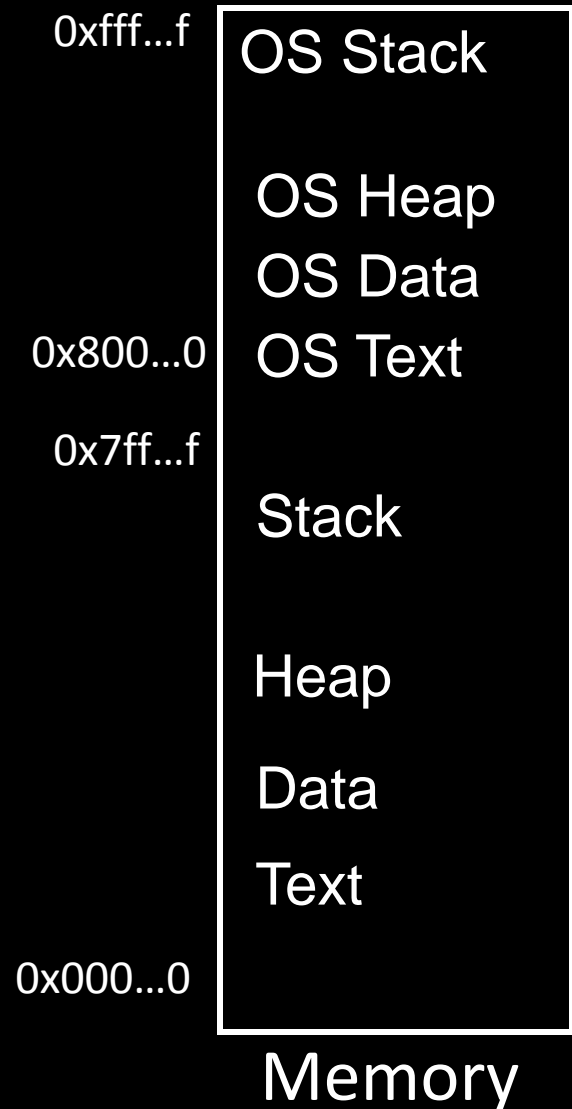 0xfff…f
OS Stack
OS Heap
OS Data
0x800…0
OS Text
0x7ff…f
Stack
Heap
Data
Text
0x000…0
Memory